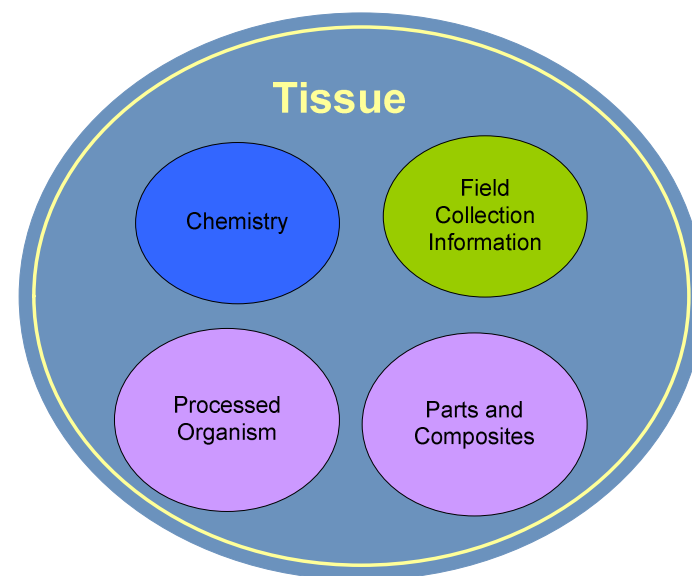 Tissue
Chemistry
Field
Collection
Information
Processed
Organism
Parts and
Composites